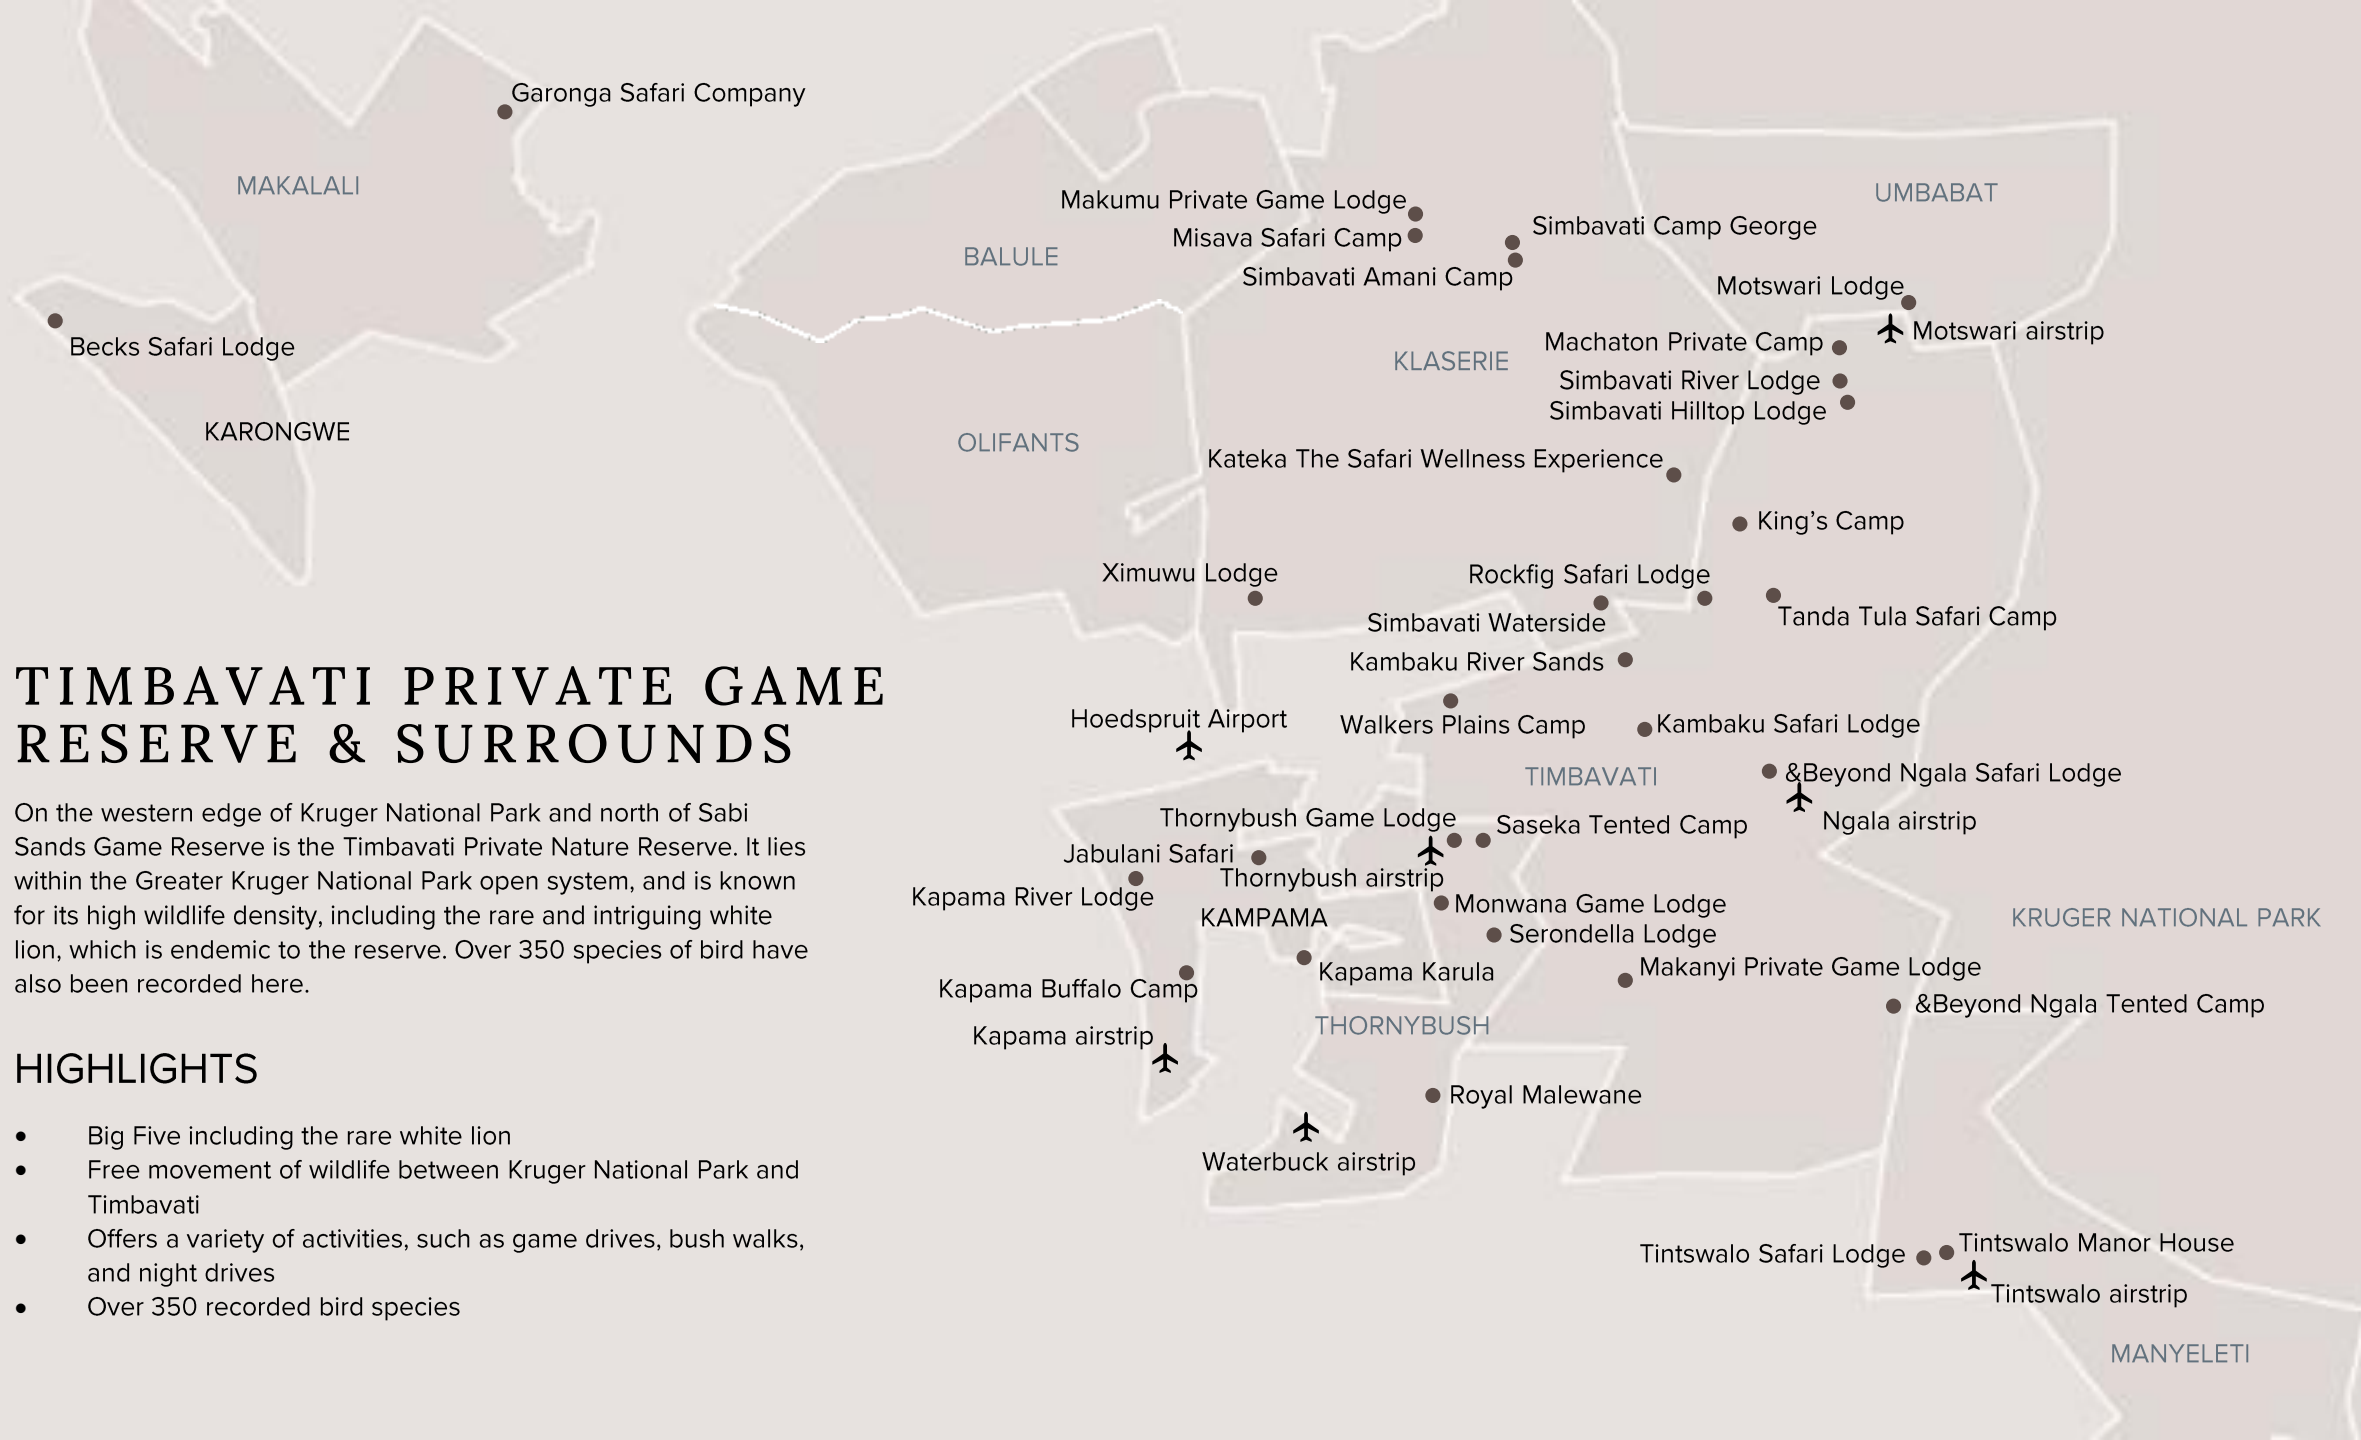 Garonga Safari Company
MAKALALI
UMBABAT
Makumu Private Game Lodge
Simbavati Camp George
Misava Safari Camp
BALULE
Simbavati Amani Camp
Motswari Lodge
Motswari airstrip
Becks Safari Lodge
Machaton Private Camp
KLASERIE
Simbavati River Lodge
Simbavati Hilltop Lodge
KARONGWE
OLIFANTS
Kateka The Safari Wellness Experience
King’s Camp
Ximuwu Lodge
Rockfig Safari Lodge
Tanda Tula Safari Camp
Simbavati Waterside
Kambaku River Sands
TIMBAVATI PRIVATE GAME
RESERVE & SURROUNDS
Hoedspruit Airport
Walkers Plains Camp
Kambaku Safari Lodge
TIMBAVATI
&Beyond Ngala Safari Lodge
Ngala airstrip
Thornybush Game Lodge
Saseka Tented Camp
Jabulani Safari
Thornybush airstrip
Kapama River Lodge
Monwana Game Lodge
KAMPAMA
KRUGER NATIONAL PARK
Serondella Lodge
Kapama Karula
Makanyi Private Game Lodge
Kapama Buffalo Camp
&Beyond Ngala Tented Camp
THORNYBUSH
Kapama airstrip
Royal Malewane
Waterbuck airstrip
Tintswalo Safari Lodge
Tintswalo Manor House
Tintswalo airstrip
MANYELETI
On the western edge of Kruger National Park and north of Sabi
Sands Game Reserve is the Timbavati Private Nature Reserve. It lies
within the Greater Kruger National Park open system, and is known
for its high wildlife density, including the rare and intriguing white
lion, which is endemic to the reserve. Over 350 species of bird have
also been recorded here.
HIGHLIGHTS
• Big Five including the rare white lion
• Free movement of wildlife between Kruger National Park and
Timbavati
• Offers a variety of activities, such as game drives, bush walks,
and night drives
• Over 350 recorded bird species